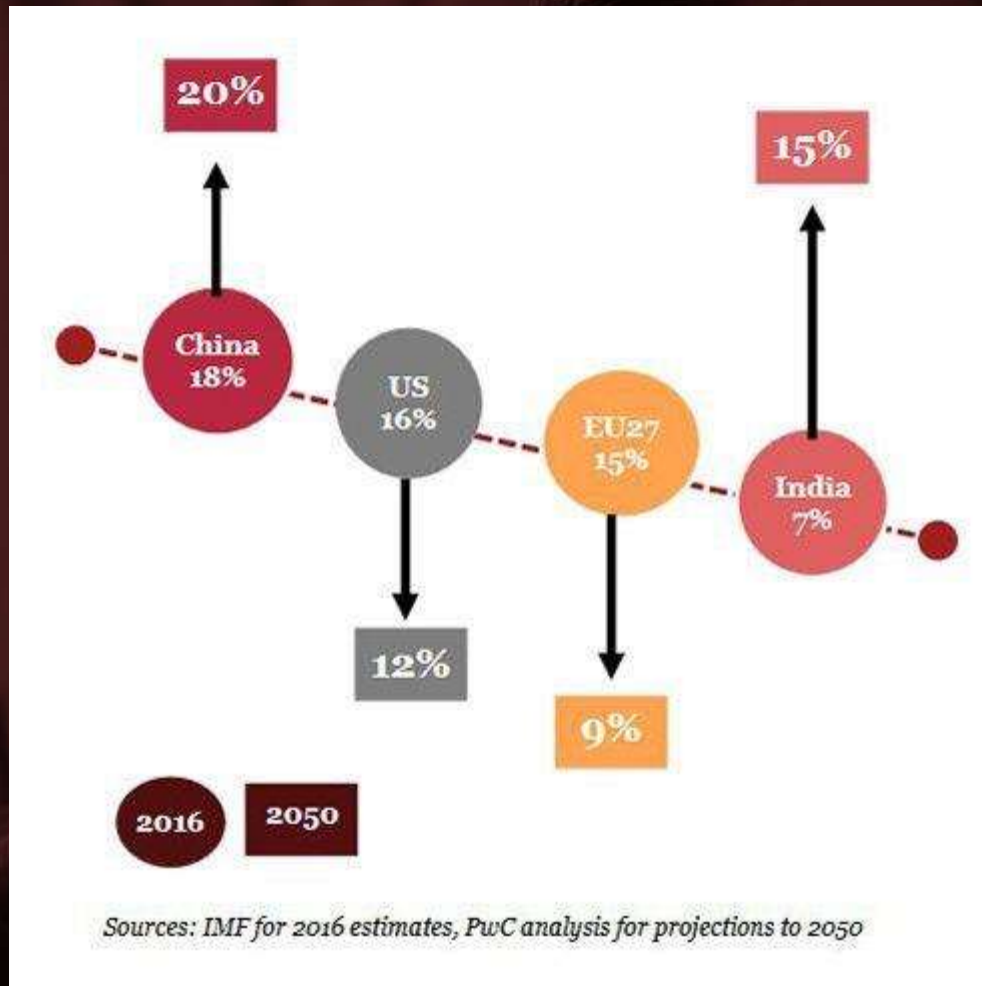 20%
15%
China
18%
US
16%
EU27
15%
India
7%
12%
9%
2016
2050
Sources: IMF for 2016 estimates, PwC analysis for projections to 2050